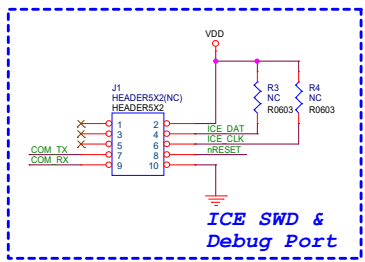 VDD
J1
HEADER5X2(NC)
HEADER5X2
R3
NC
R0603
R4
NC
R0603
1 2
3 4
5 6
7 8
9 10
ICE_DAT
ICE_CLK
nRESET
COM_TX
COM_RX
ICE SWD &
Debug Port